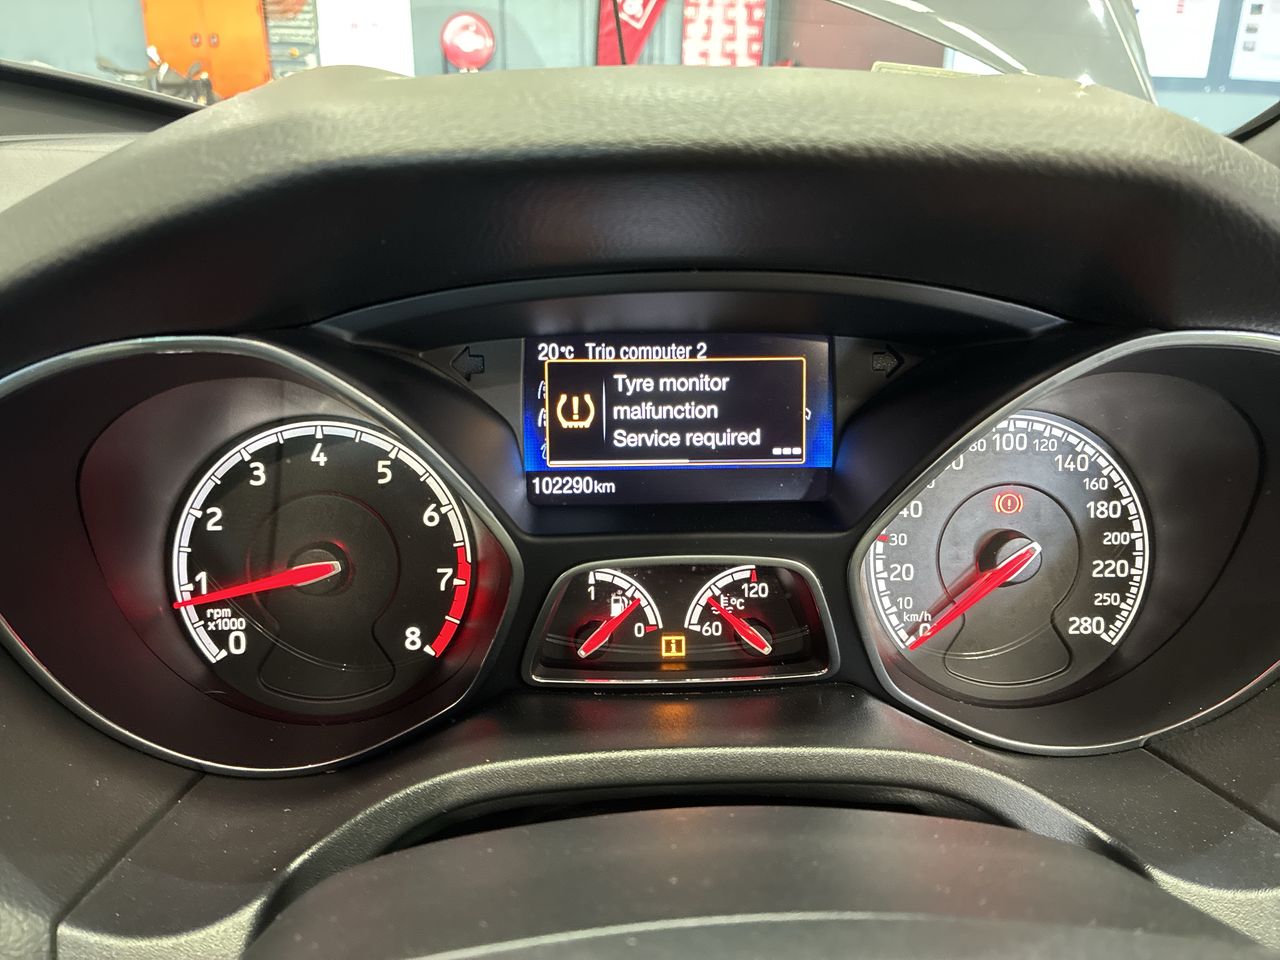 20°C Trip computer 2
Tyre monitor
malfunction
Service required
102290km
0
1
2
3
4
5
6
7
8
rpm
x1000
1
0
60
120
°C
i
0
10
20
30
40
80
100
120
140
160
180
200
220
250
280
km/h